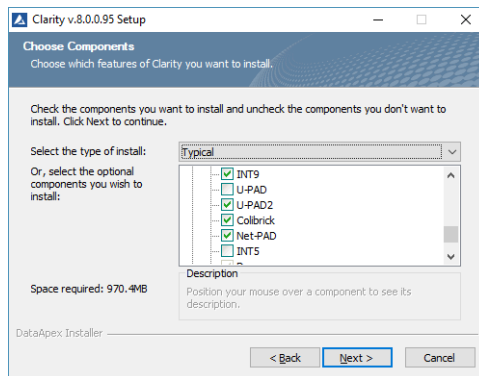 Clarity v.8.0.0.95 Setup
Choose Components
Choose which features of Clarity you want to install.
Check the components you want to install and uncheck the components you don't want to
install. Click Next to continue.
Select the type of install:
Typical
Or, select the optional
components you wish to
install:
INT9
U-PAD
U-PAD2
Colibrick
Net-PAD
INT5
Space required: 970.4MB
Description
Position your mouse over a component to see its
description.
DataApex Installer
< Back
Next >
Cancel